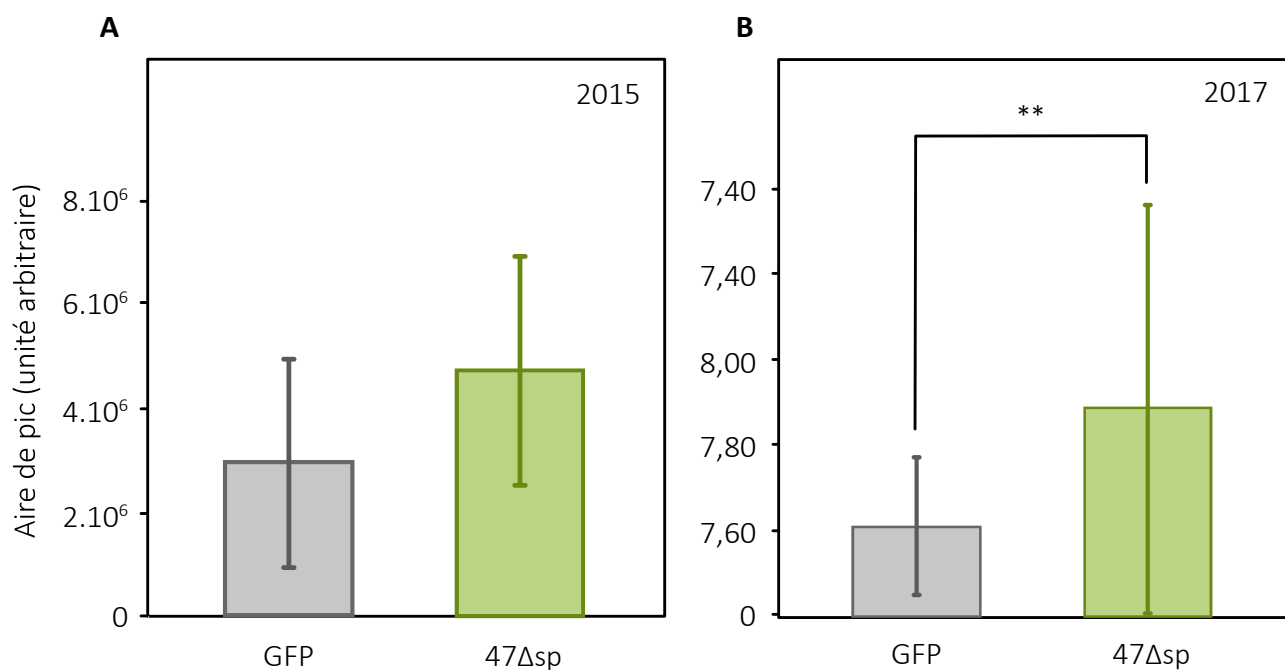 A
2015
Aire de pic (unité arbitraire)
8.10⁶
6.10⁶
4.10⁶
2.10⁶
0
GFP
47Δsp
B
2017
**
7,40
7,40
8,00
7,80
7,60
0
GFP
47Δsp